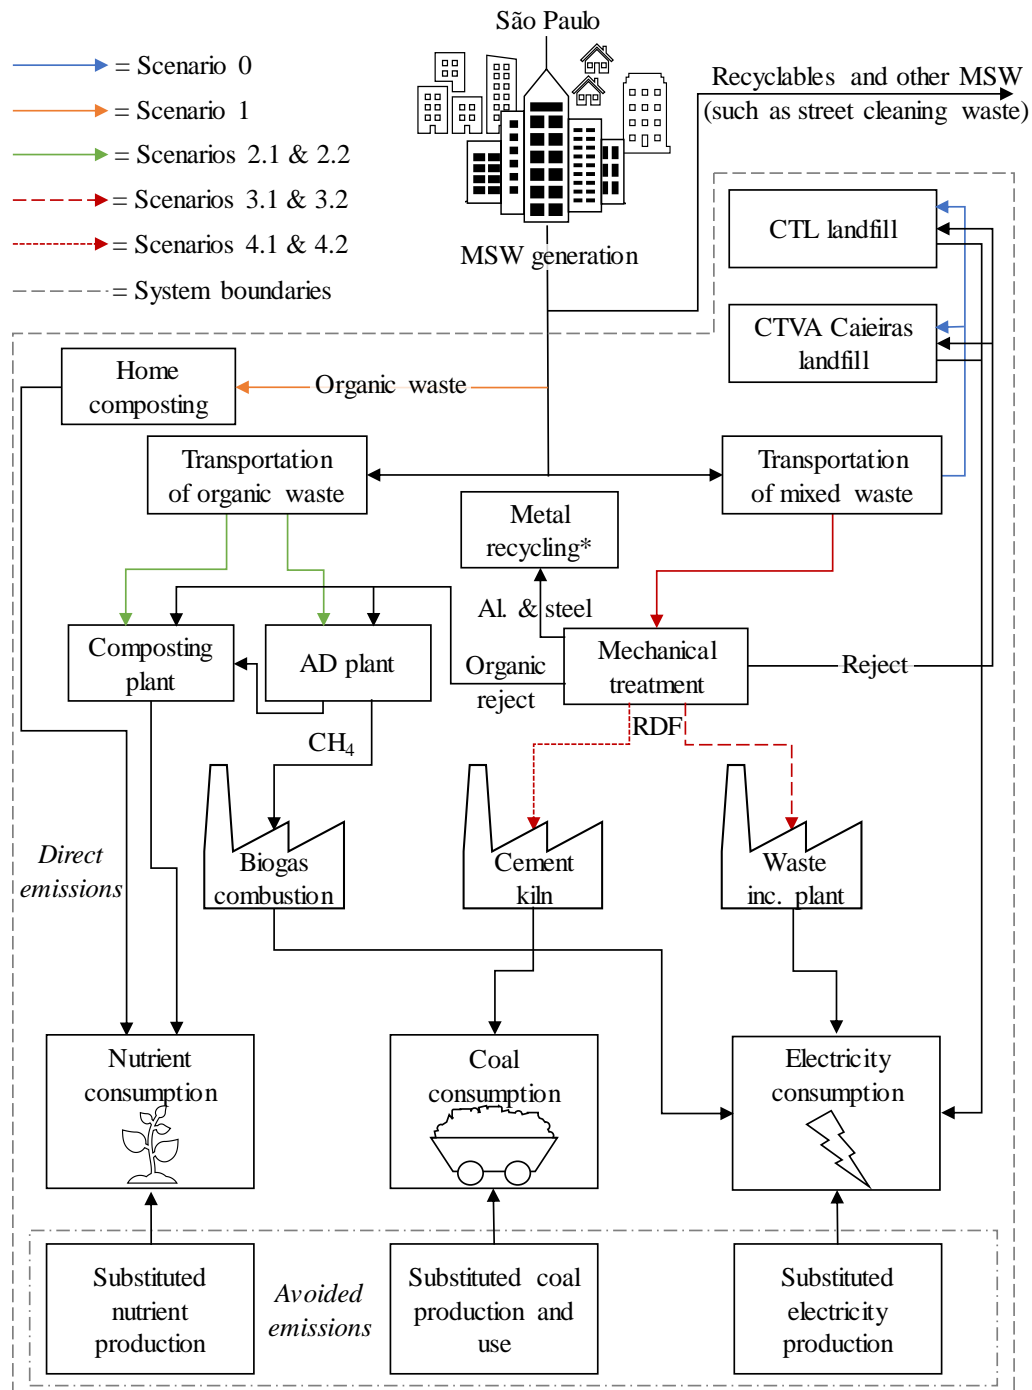 São Paulo
= Scenario 0
= Scenario 1
= Scenarios 2.1 & 2.2
= Scenarios 3.1 & 3.2
= Scenarios 4.1 & 4.2
= System boundaries
Recyclables and other MSW
(such as street cleaning waste)
MSW generation
CTL landfill
CTVA Caieiras
landfill
Home
composting
Organic waste
Transportation
of organic waste
Transportation
of mixed waste
Metal
recycling*
Al. & steel
Composting
plant
AD plant
Organic
reject
Mechanical
treatment
Reject
CH₄
RDF
Direct
emissions
Biogas
combustion
Cement
kiln
Waste
inc. plant
Nutrient
consumption
Coal
consumption
Electricity
consumption
Substituted
nutrient
production
Avoided
emissions
Substituted coal
production and
use
Substituted
electricity
production